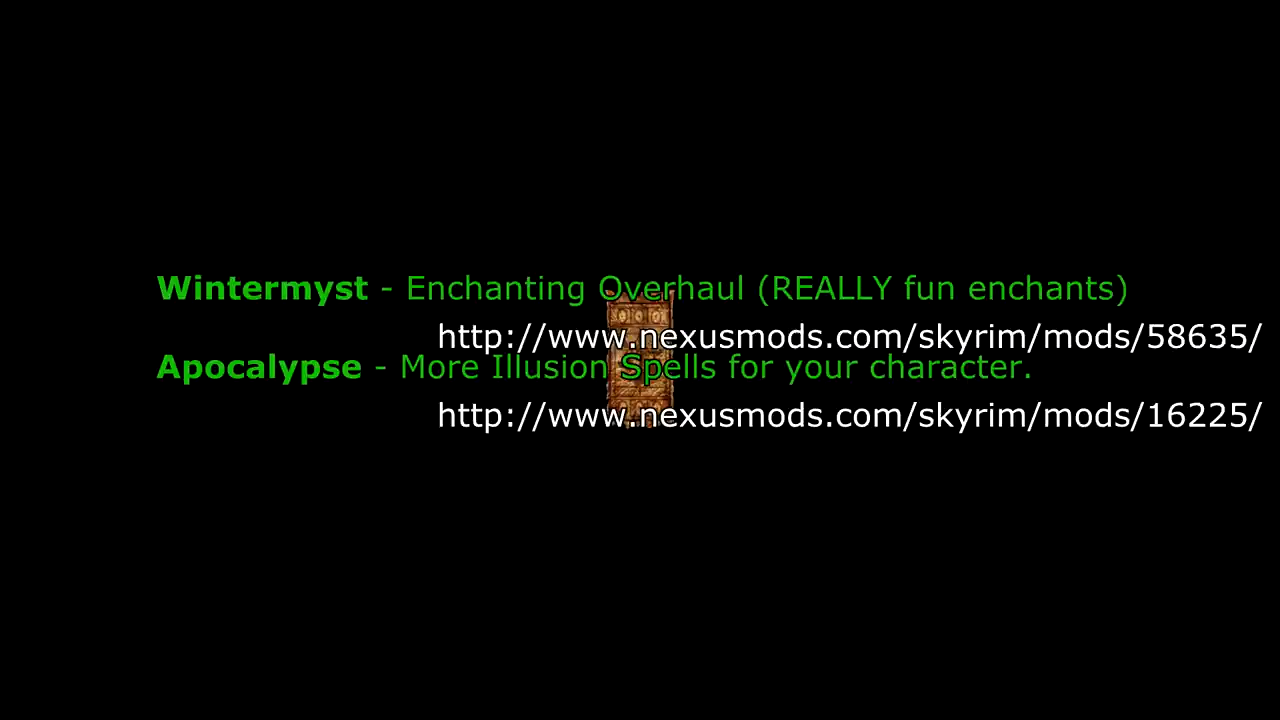 Wintermyst - Enchanting Overhaul (REALLY fun enchants)
http://www.nexusmods.com/skyrim/mods/58635/
Apocalypse - More Illusion Spells for your character.
http://www.nexusmods.com/skyrim/mods/16225/